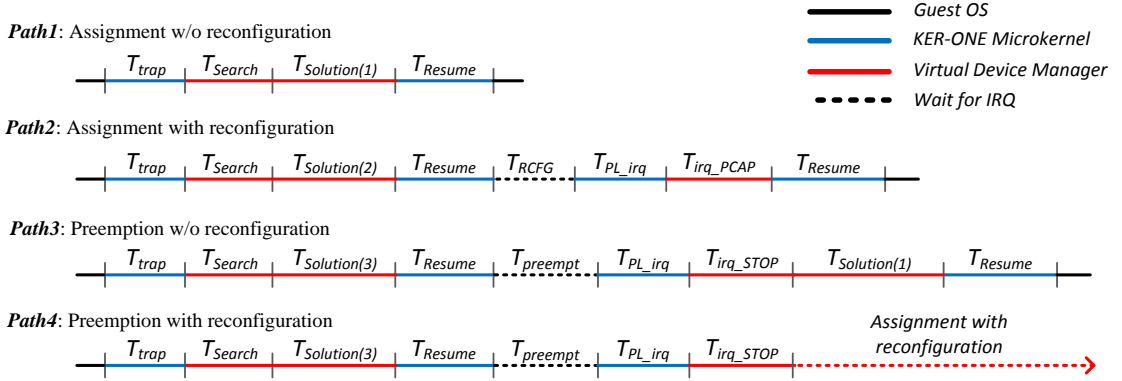 Guest OS
Path1: Assignment w/o reconfiguration
KER-ONE Microkernel
T_trap T_Search T_Solution(1) T_Resume
Virtual Device Manager
Wait for IRQ
Path2: Assignment with reconfiguration
T_trap T_Search T_Solution(2) T_Resume T_RCFG T_PL_irq T_irq_PCAP T_Resume
Path3: Preemption w/o reconfiguration
T_trap T_Search T_Solution(3) T_Resume T_preempt T_PL_irq T_irq_STOP T_Solution(1) T_Resume
Path4: Preemption with reconfiguration
T_trap T_Search T_Solution(3) T_Resume T_preempt T_PL_irq T_irq_STOP
Assignment with
reconfiguration